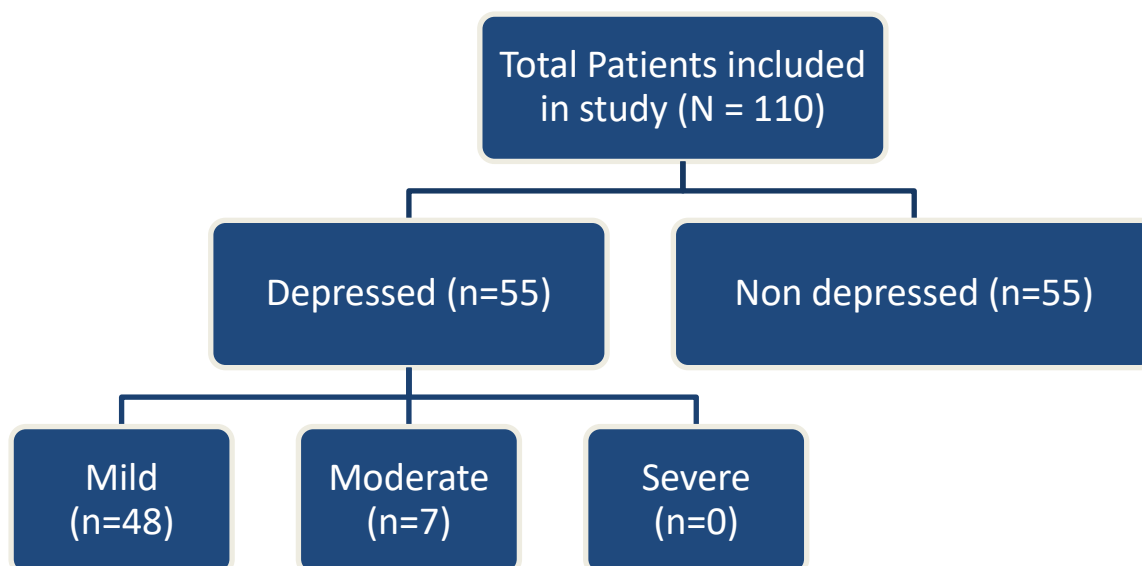 Total Patients included
in study (N = 110)
Depressed (n=55)
Non depressed (n=55)
Mild
(n=48)
Moderate
(n=7)
Severe
(n=0)